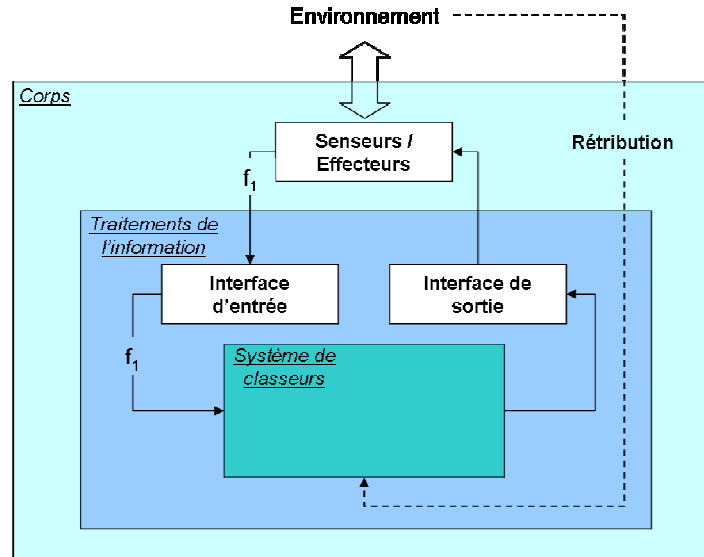 Environnement
Corps
Senseurs /
Effecteurs
Rétribution
f1
Traitements de
l'information
Interface
d'entrée
Interface de
sortie
f1
Système de
classeurs